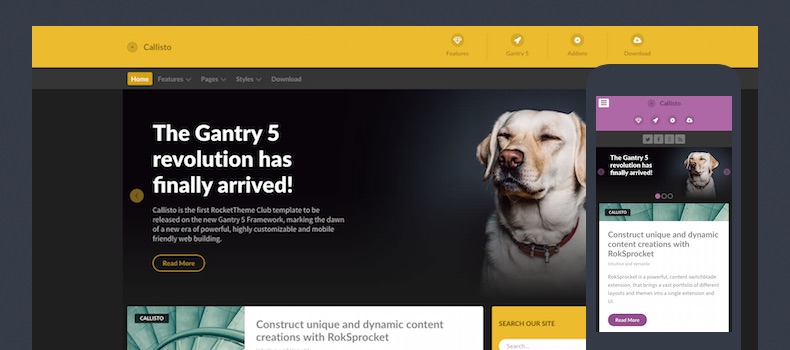 Callisto
Features
Gantry 5
Addons
Download
Home
Features
Pages
Styles
Download
The Gantry 5
revolution has
finally arrived!
Callisto is the first RocketTheme Club template to be
released on the new Gantry 5 Framework, marking the dawn
of a new era of powerful, highly customizable and mobile
friendly web building.
Read More
CALLISTO
Construct unique and dynamic content
creations with RokSprocket
SEARCH OUR SITE
Search...
Callisto
The Gantry 5
revolution has
finally arrived!
CALLISTO
Construct unique and dynamic
content creations with
RokSprocket
Intuitive and Versatile
RokSprocket is a powerful, content switchblade
extension, that brings a vast portfolio of different
layouts and themes into a single extension and
UI.
Read More